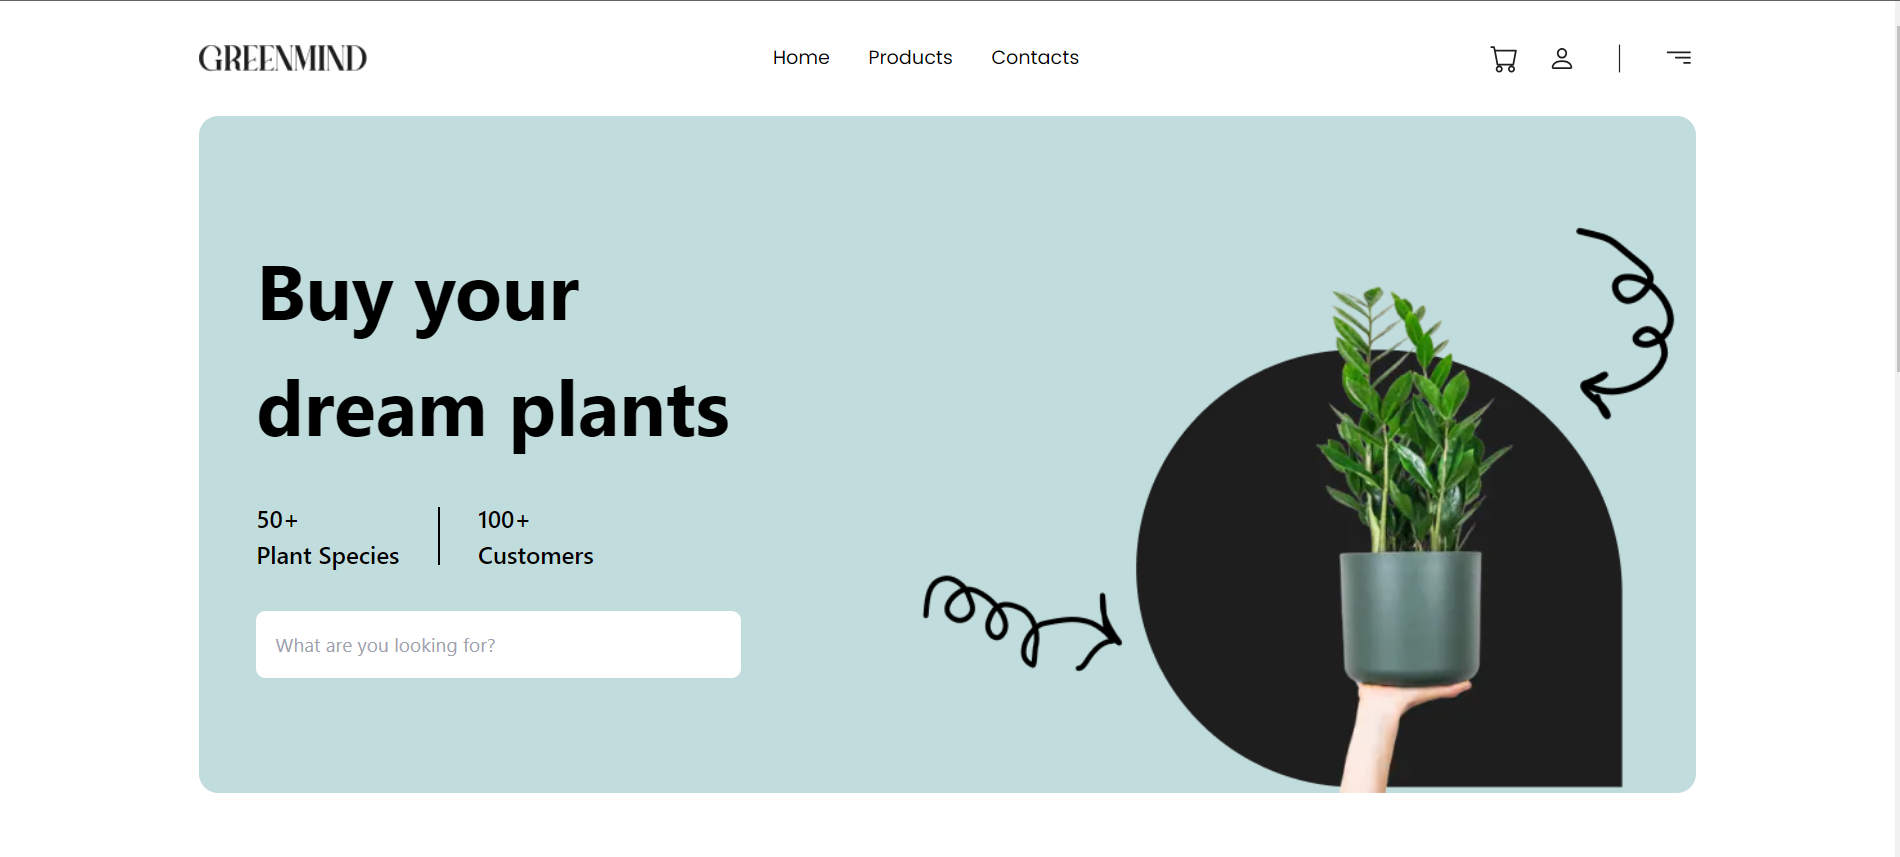 GREENMIND
Home Products Contacts
Buy your
dream plants
50+
Plant Species
100+
Customers
What are you looking for?